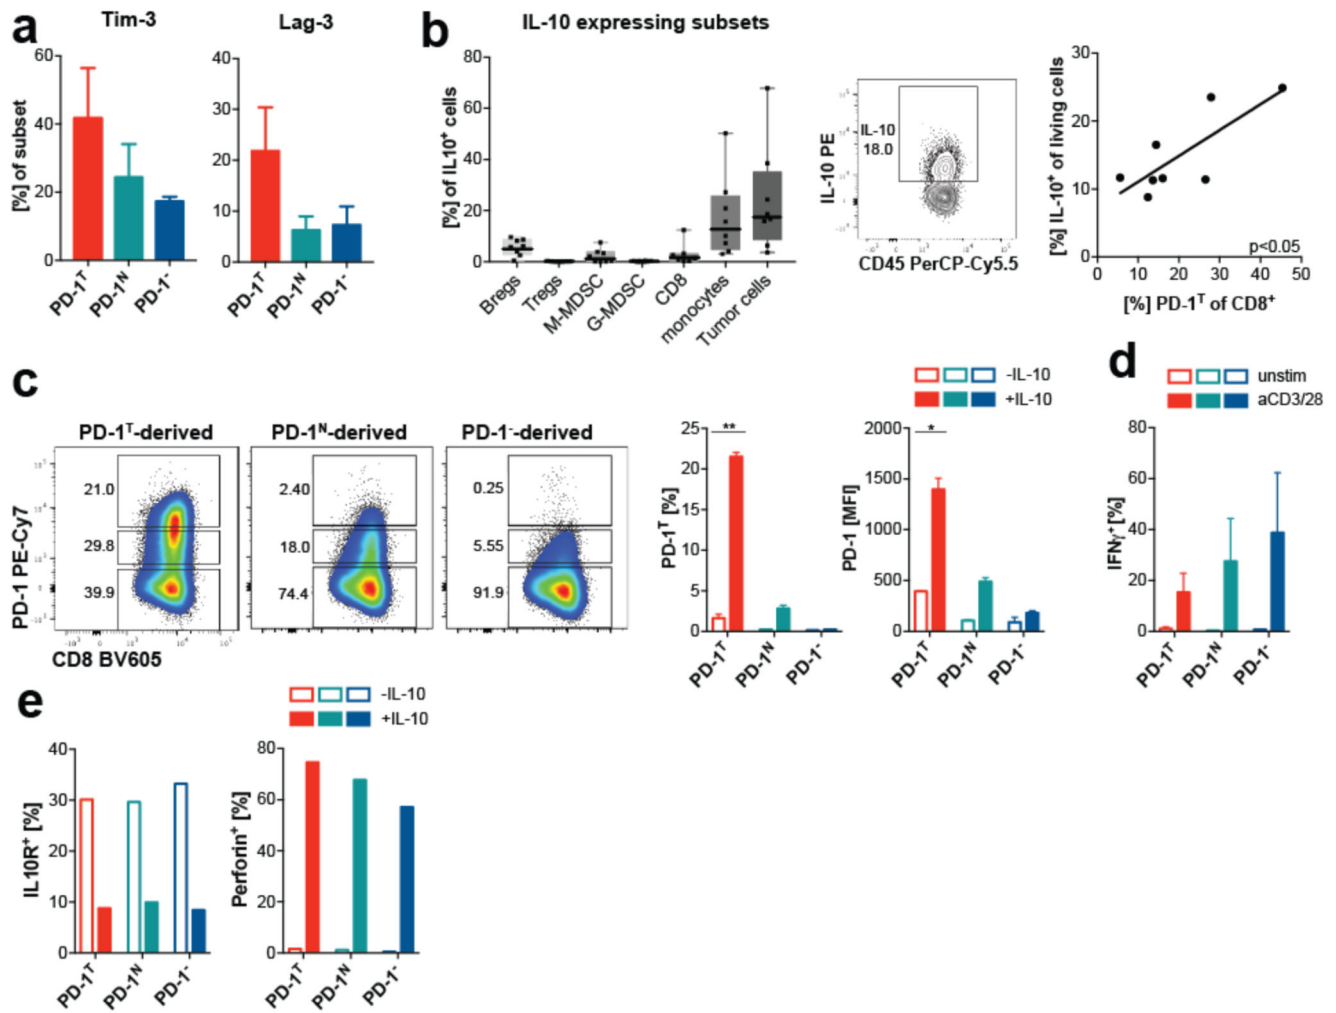 a
Tim-3
[%] of subset
60
40
20
0
PD-1ᵀ
PD-1ᴺ
PD-1⁻
Lag-3
40
30
20
10
0
PD-1ᵀ
PD-1ᴺ
PD-1⁻
b
IL-10 expressing subsets
[%] of IL10⁺ cells
80
60
40
20
0
Bregs
Tregs
M-MDSC
G-MDSC
CD8
monocytes
Tumor cells
IL-10 PE
IL-10
18.0
CD45 PerCP-Cy5.5
[%] IL-10⁺ of living cells
30
20
10
0
p<0.05
0 10 20 30 40 50
[%] PD-1ᵀ of CD8⁺
c
PD-1ᵀ-derived
PD-1ᴺ-derived
PD-1⁻-derived
PD-1 PE-Cy7
21.0
29.8
39.9
2.40
18.0
74.4
0.25
5.55
91.9
CD8 BV605
-IL-10
+IL-10
PD-1ᵀ [%]
25
20
15
10
5
0
**
PD-1ᵀ
PD-1ᴺ
PD-1⁻
PD-1 [MFI]
2000
1500
1000
500
0
*
PD-1ᵀ
PD-1ᴺ
PD-1⁻
d
unstim
aCD3/28
IFNγ⁺ [%]
80
60
40
20
0
PD-1ᵀ
PD-1ᴺ
PD-1⁻
e
-IL-10
+IL-10
IL10R⁺ [%]
40
30
20
10
0
PD-1ᵀ
PD-1ᴺ
PD-1⁻
Perforin⁺ [%]
80
60
40
20
0
PD-1ᵀ
PD-1ᴺ
PD-1⁻